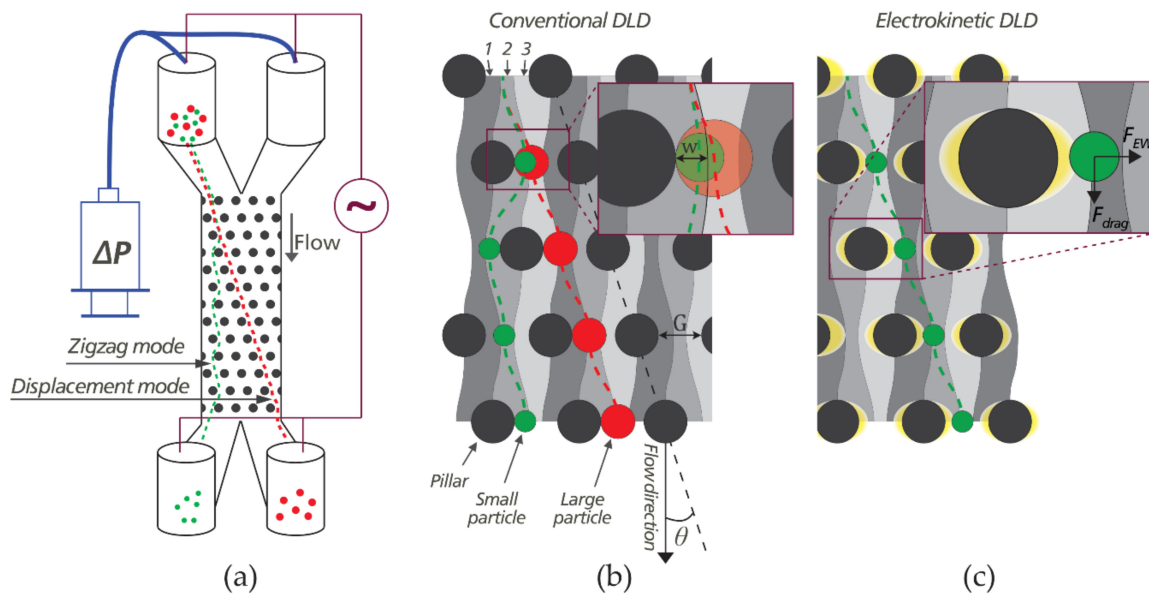 Conventional DLD
Electrokinetic DLD
1 2 3
w
F_EW
F_drag
ΔP
~
Flow
G
Zigzag mode
Displacement mode
Pillar
Small
particle
Large
particle
Flow direction
θ
(a)
(b)
(c)